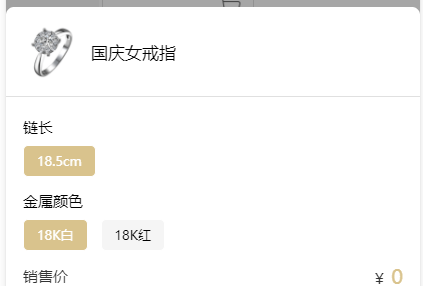 国庆女戒指
链长
18.5cm
金属颜色
18K白 18K红
销售价 ¥ 0